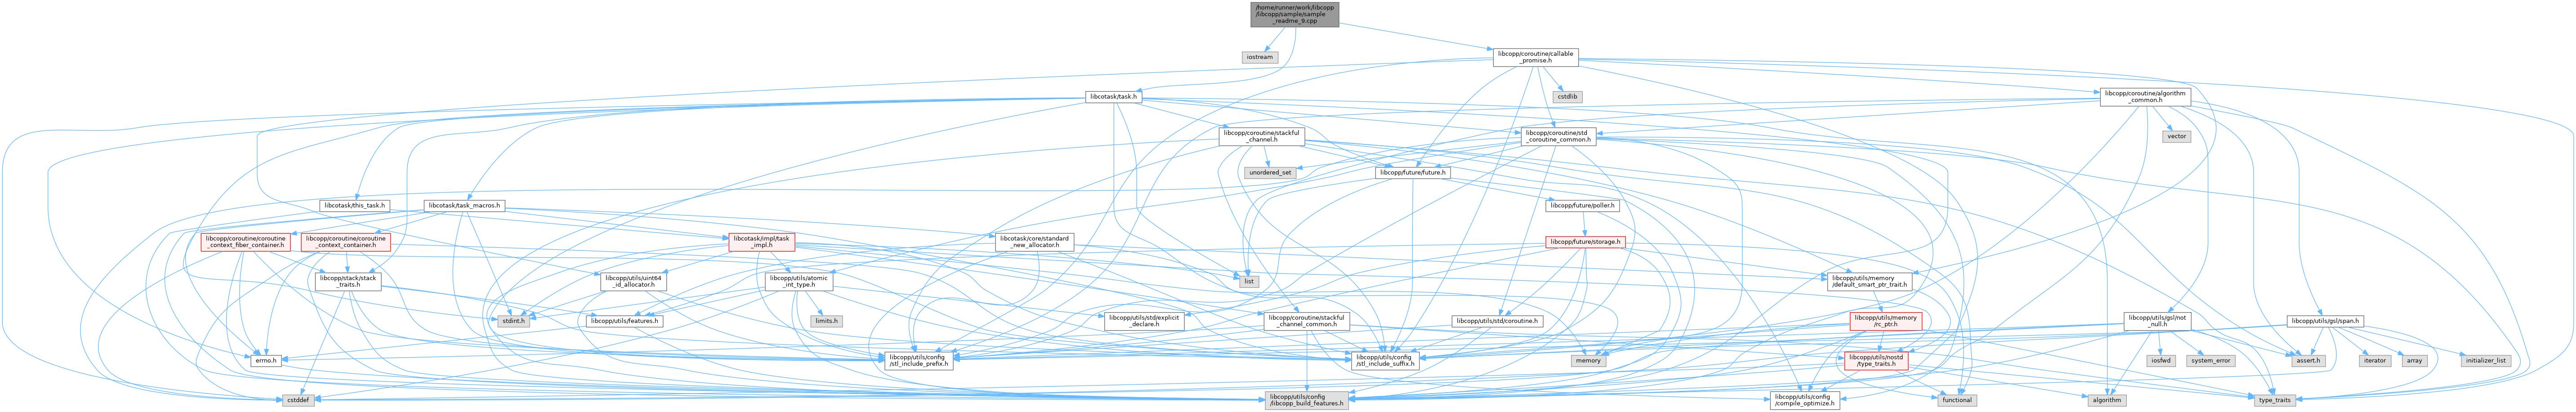 /home/runner/work/libcopp
/libcopp/sample/sample
_readme_9.cpp
iostream
libcopp/coroutine/callable
_promise.h
libcotask/task.h
cstdlib
libcopp/coroutine/algorithm
_common.h
libcopp/coroutine/stackful
_channel.h
libcopp/coroutine/std
_coroutine_common.h
vector
unordered_set
libcopp/future/future.h
libcotask/this_task.h
libcotask/task_macros.h
libcopp/future/poller.h
libcopp/coroutine/coroutine
_context_fiber_container.h
libcopp/coroutine/coroutine
_context_container.h
libcotask/impl/task
_impl.h
libcotask/core/standard
_new_allocator.h
libcopp/future/storage.h
libcopp/stack/stack
_traits.h
libcopp/utils/uint64
_id_allocator.h
libcopp/utils/atomic
_int_type.h
list
libcopp/utils/memory
/default_smart_ptr_trait.h
stdint.h
libcopp/utils/features.h
limits.h
libcopp/utils/std/explicit
_declare.h
libcopp/coroutine/stackful
_channel_common.h
libcopp/utils/std/coroutine.h
libcopp/utils/memory
/rc_ptr.h
libcopp/utils/gsl/not
_null.h
libcopp/utils/gsl/span.h
errno.h
libcopp/utils/config
/stl_include_prefix.h
libcopp/utils/config
/stl_include_suffix.h
memory
libcopp/utils/nostd
/type_traits.h
iosfwd
system_error
assert.h
iterator
array
initializer_list
cstddef
libcopp/utils/config
/libcopp_build_features.h
libcopp/utils/config
/compile_optimize.h
functional
algorithm
type_traits